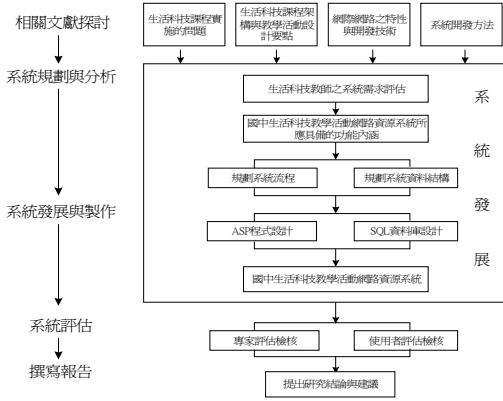 相關文獻探討
生活科技課程實
施的問題
生活科技課程架
構與教學活動設
計要點
網際網路之特性
與開發技術
系統開發方法
系統規劃與分析
生活科技教師之系統需求評估
國中生活科技教學活動網路資源系統所
應具備的功能內涵
規劃系統流程
規劃系統資料結構
系統發展與製作
ASP程式設計
SQL資料庫設計
國中生活科技教學活動網路資源系統
系
統
發
展
系統評估
專家評估檢核
使用者評估檢核
撰寫報告
提出研究結論與建議